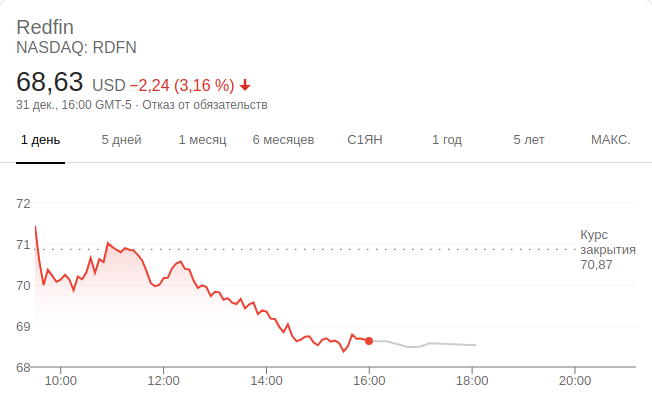 Redfin
NASDAQ: RDFN
68,63 USD −2,24 (3,16 %)
31 дек., 16:00 GMT-5 · Отказ от обязательств
1 день 5 дней 1 месяц 6 месяцев С1ЯН 1 год 5 лет МАКС.
72
71
70
69
68
Курс
закрытия
70,87
10:00 12:00 14:00 16:00 18:00 20:00